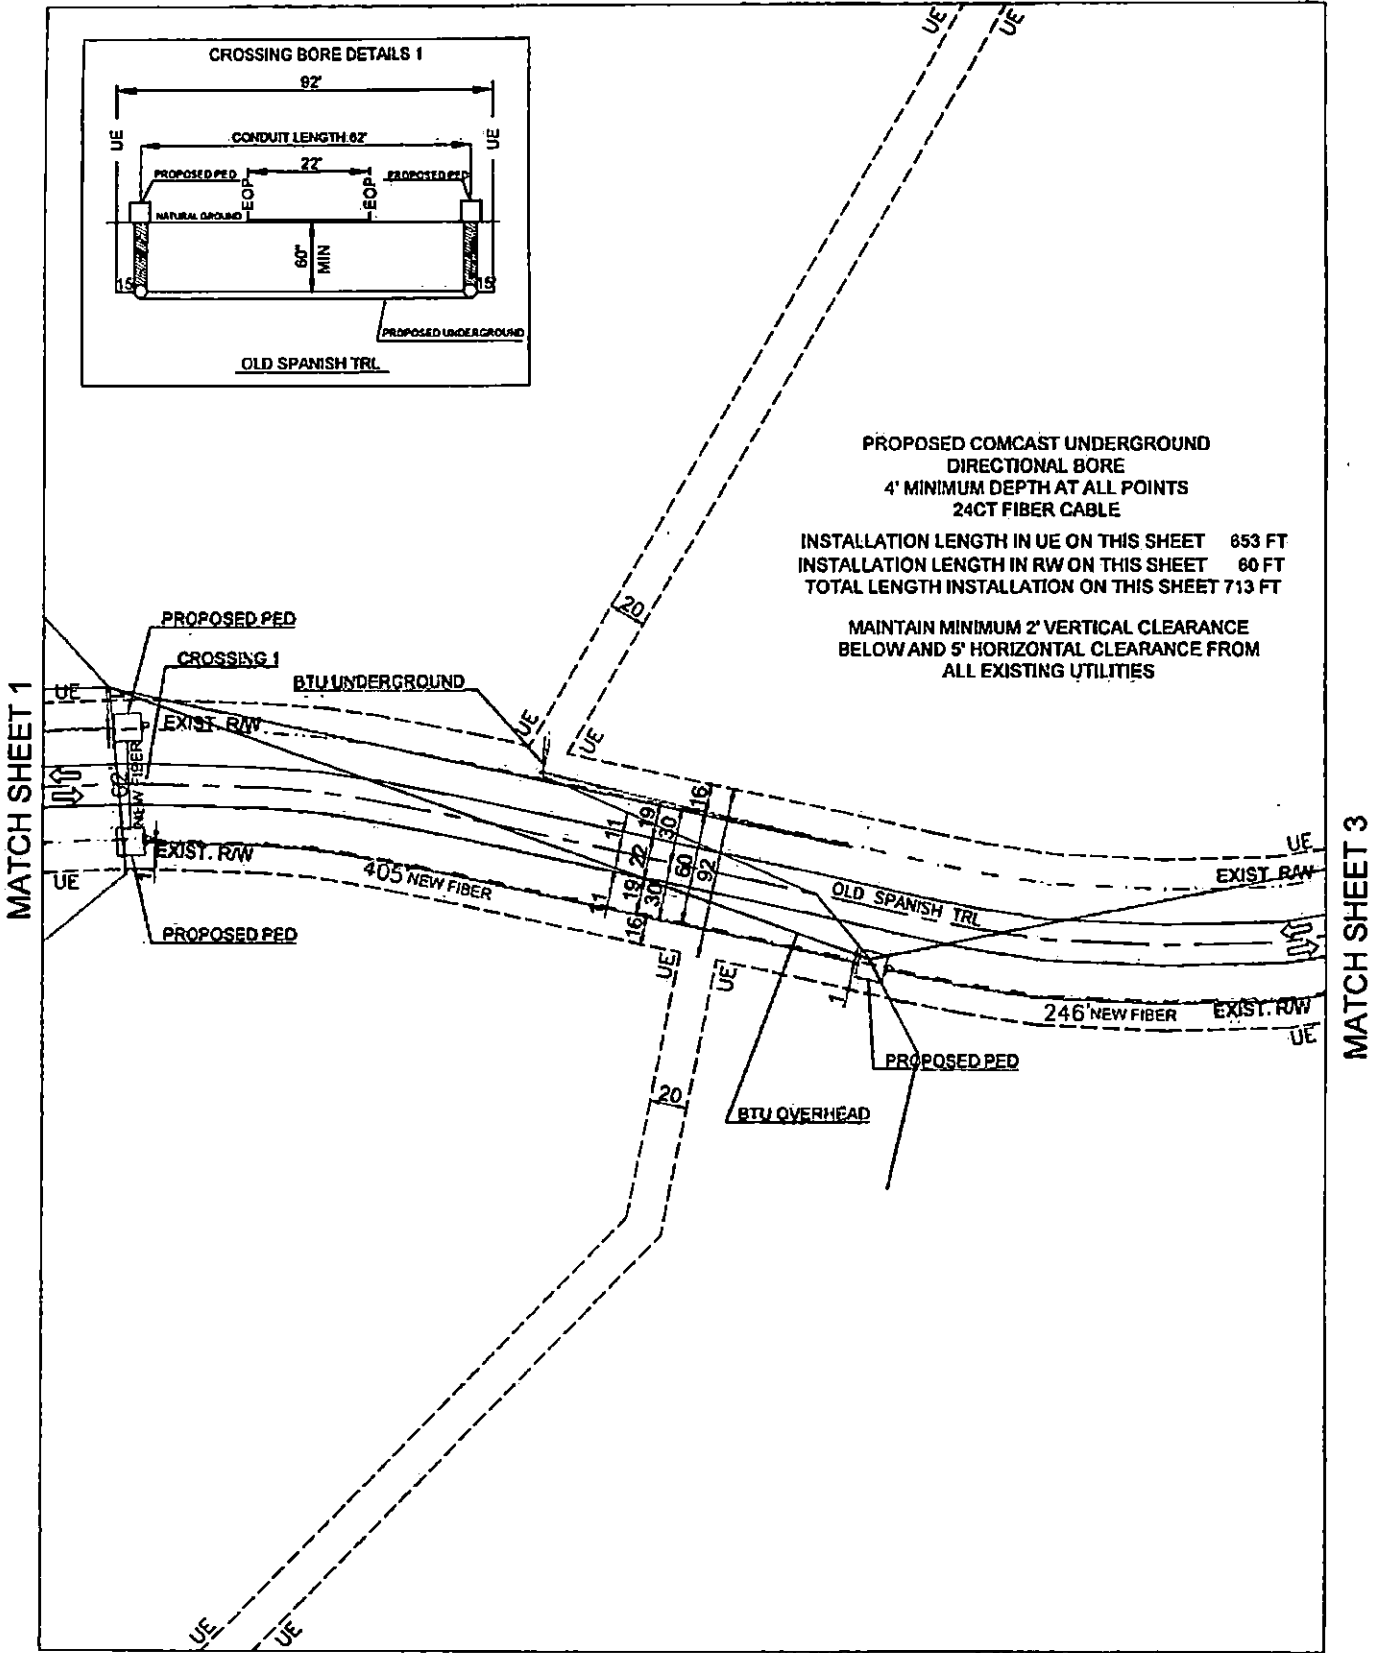 CROSSING BORE DETAILS 1
92'
UE
UE
CONDUIT LENGTH 62'
22'
PROPOSED PED
PROPOSED PED
EOP
EOP
NATURAL GROUND
60"
MIN
15
15
PROPOSED UNDERGROUND
OLD SPANISH TRL
UE
UE
PROPOSED COMCAST UNDERGROUND
DIRECTIONAL BORE
4' MINIMUM DEPTH AT ALL POINTS
24CT FIBER CABLE
INSTALLATION LENGTH IN UE ON THIS SHEET 653 FT
INSTALLATION LENGTH IN RW ON THIS SHEET 60 FT
TOTAL LENGTH INSTALLATION ON THIS SHEET 713 FT
MAINTAIN MINIMUM 2' VERTICAL CLEARANCE
BELOW AND 5' HORIZONTAL CLEARANCE FROM
ALL EXISTING UTILITIES
20
PROPOSED PED
CROSSING 1
BTU UNDERGROUND
MATCH SHEET 1
UE
EXIST. R/W
UE
UE
62'
NEW FIBER
1
EXIST. R/W
UE
405 NEW FIBER
PROPOSED PED
11
19
30
16
22
60
92
11
19
30
16
OLD SPANISH TRL
UE
EXIST R/W
MATCH SHEET 3
UE
UE
1
246' NEW FIBER
EXIST. R/W
UE
PROPOSED PED
20
BTU OVERHEAD
UE
UE